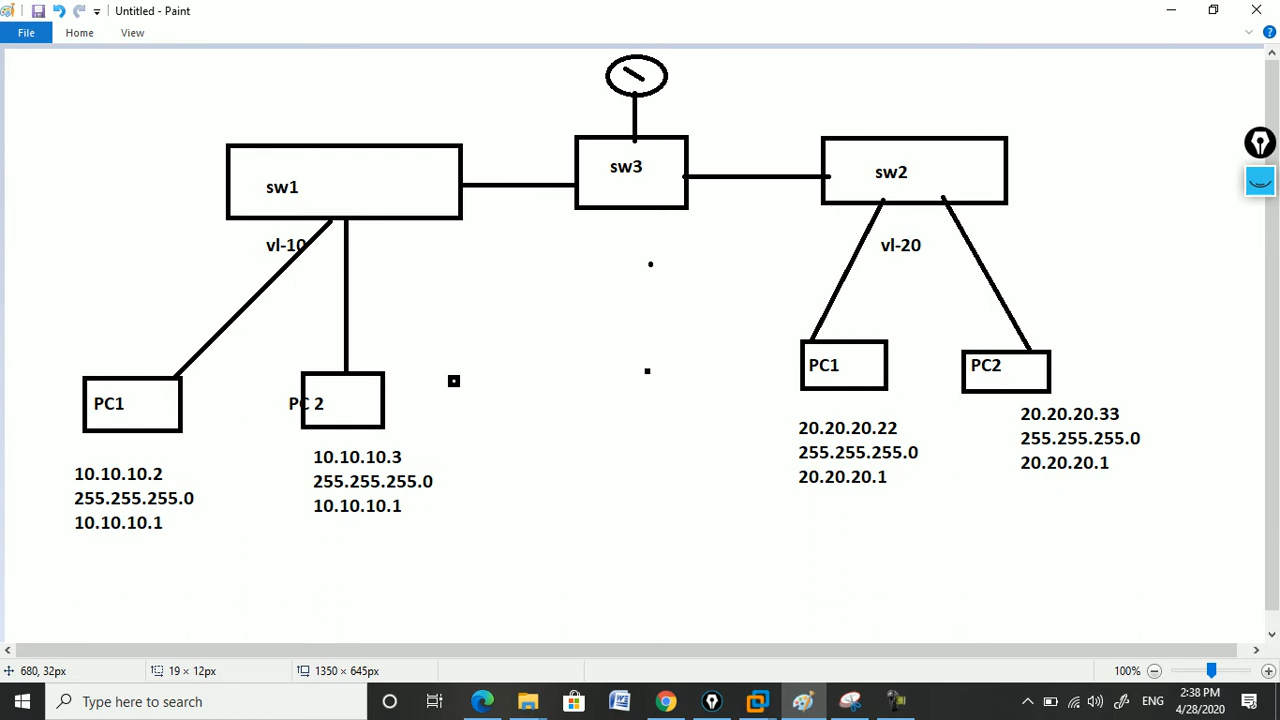 Untitled - Paint
File
Home
View
sw1
sw3
sw2
vl-10
vl-20
PC1
PC 2
PC1
PC2
10.10.10.2
255.255.255.0
10.10.10.1
10.10.10.3
255.255.255.0
10.10.10.1
20.20.20.22
255.255.255.0
20.20.20.1
20.20.20.33
255.255.255.0
20.20.20.1
680, 32px
19 × 12px
1350 × 645px
100%
Type here to search
ENG
2:38 PM
4/28/2020